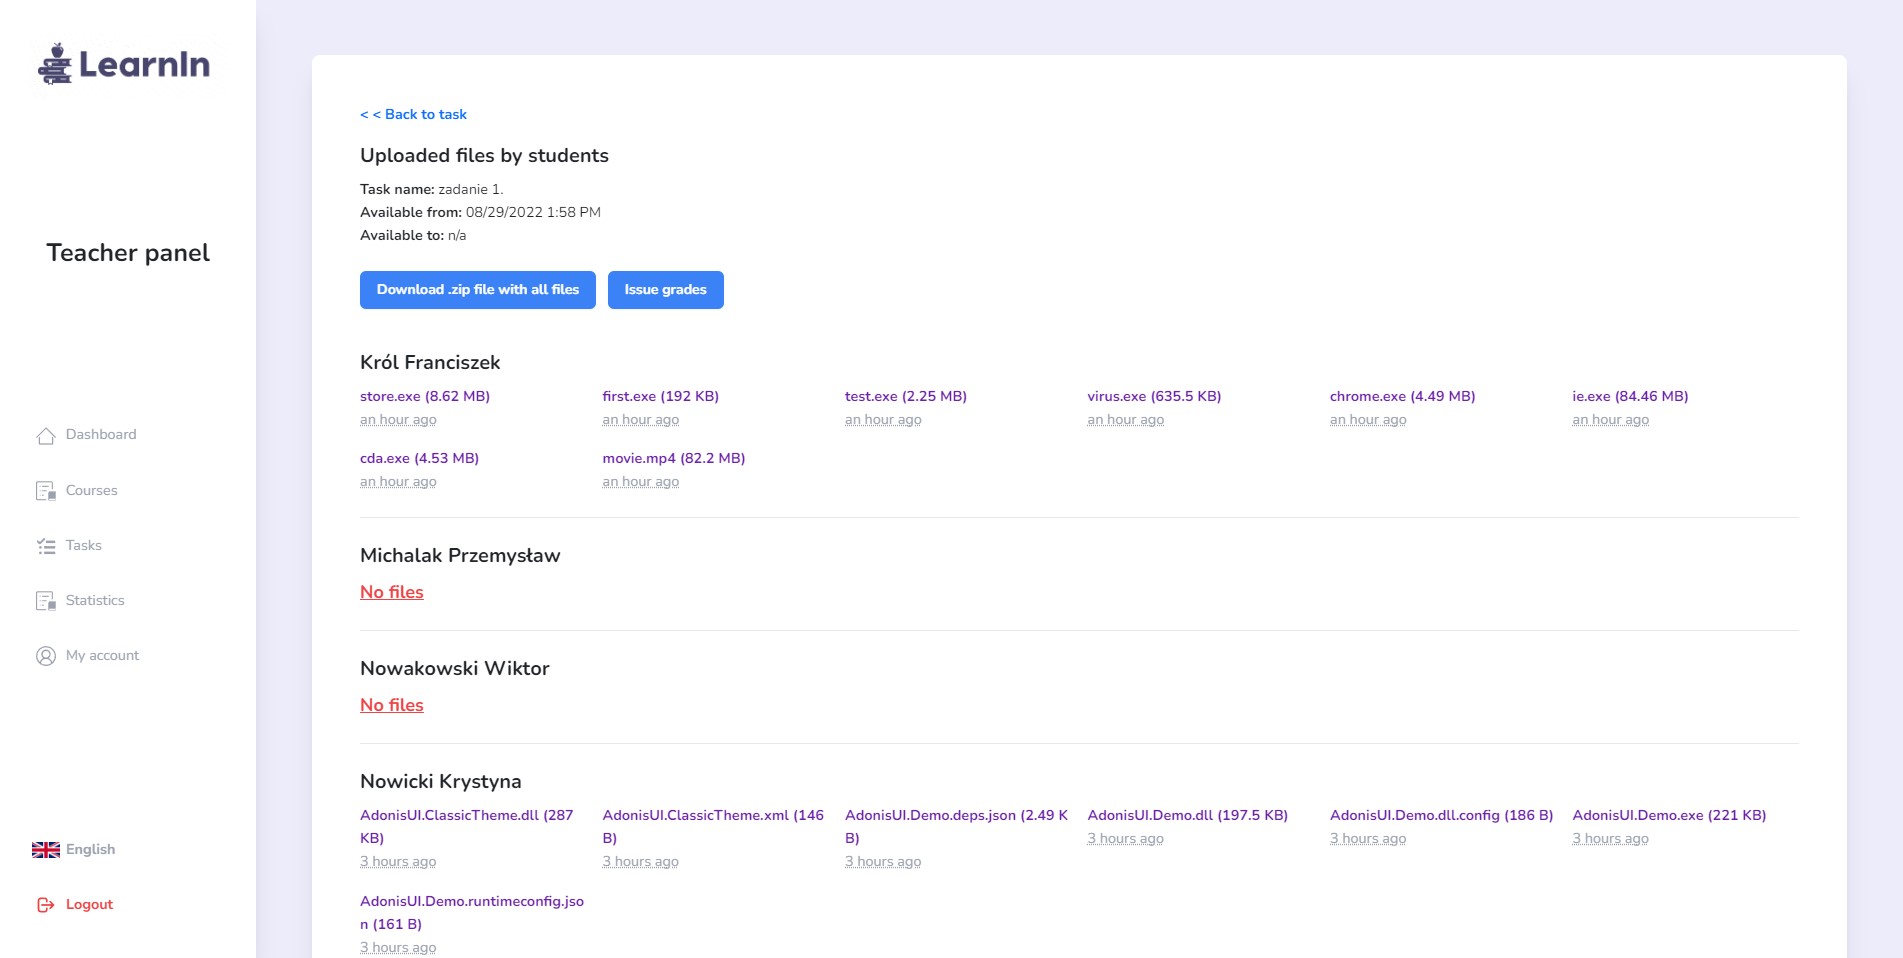 LearnIn
Teacher panel
Dashboard
Courses
Tasks
Statistics
My account
English
Logout
< < Back to task
Uploaded files by students
Task name: zadanie 1.
Available from: 08/29/2022 1:58 PM
Available to: n/a
Download .zip file with all files Issue grades
Król Franciszek
store.exe (8.62 MB) first.exe (192 KB) test.exe (2.25 MB) virus.exe (635.5 KB) chrome.exe (4.49 MB) ie.exe (84.46 MB)
an hour ago an hour ago an hour ago an hour ago an hour ago an hour ago
cda.exe (4.53 MB) movie.mp4 (82.2 MB)
an hour ago an hour ago
Michalak Przemysław
No files
Nowakowski Wiktor
No files
Nowicki Krystyna
AdonisUI.ClassicTheme.dll (287
KB)
3 hours ago
AdonisUI.ClassicTheme.xml (146
B)
3 hours ago
AdonisUI.Demo.deps.json (2.49 K
B)
3 hours ago
AdonisUI.Demo.dll (197.5 KB)
3 hours ago
AdonisUI.Demo.dll.config (186 B)
3 hours ago
AdonisUI.Demo.exe (221 KB)
3 hours ago
AdonisUI.Demo.runtimeconfig.jso
n (161 B)
3 hours ago